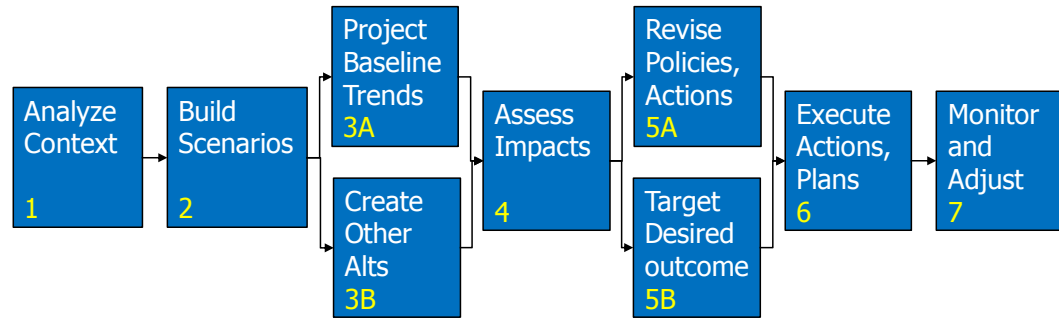 Analyze
Context
1
Build
Scenarios
2
Project
Baseline
Trends
3A
Create
Other
Alts
3B
Assess
Impacts
4
Revise
Policies,
Actions
5A
Target
Desired
outcome
5B
Execute
Actions,
Plans
6
Monitor
and
Adjust
7